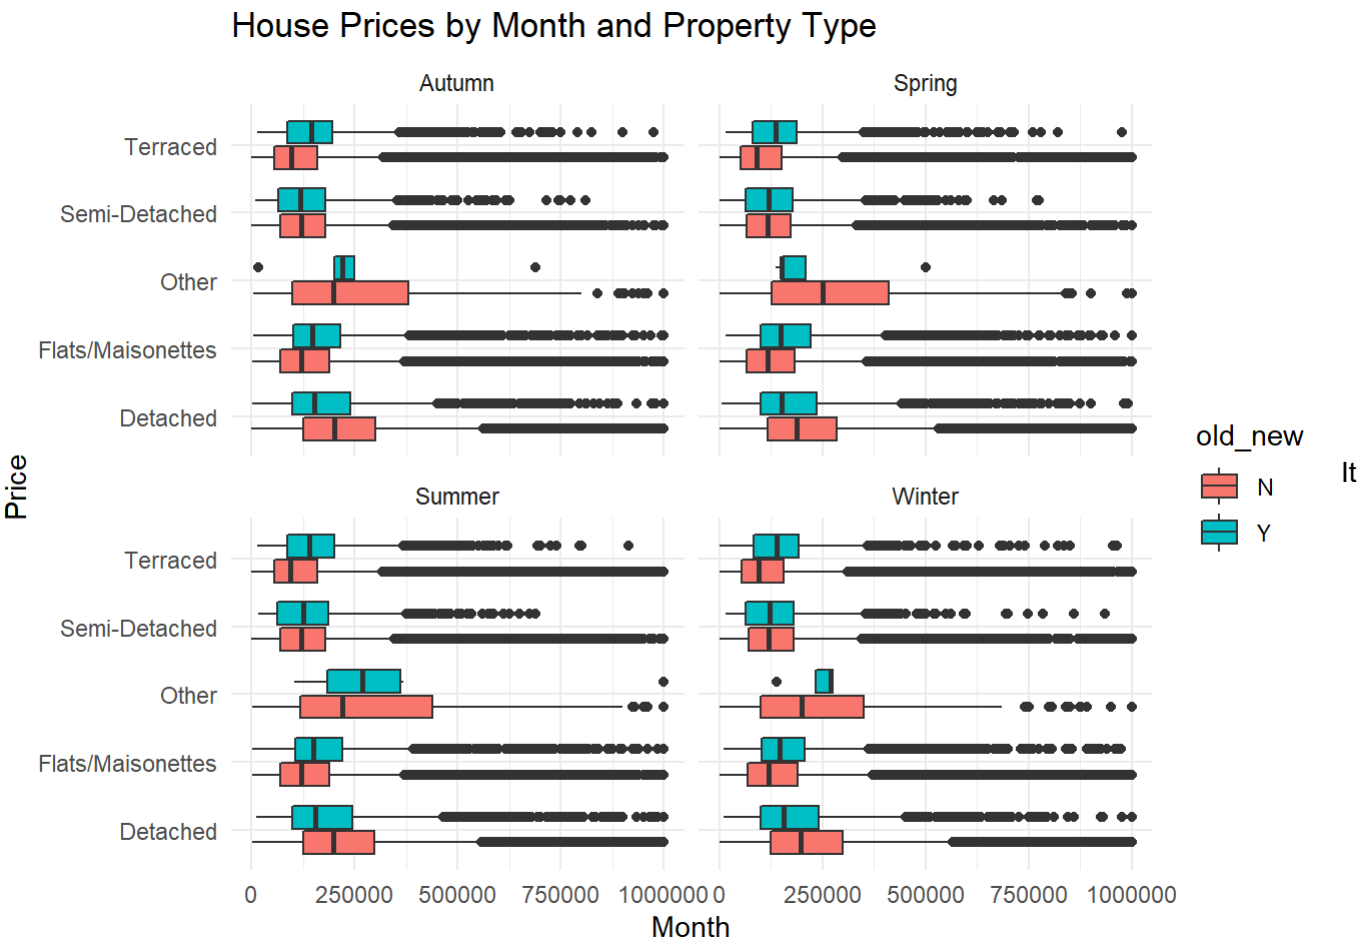 House Prices by Month and Property Type
Autumn
Spring
Terraced
Semi-Detached
Other
Flats/Maisonettes
Detached
Summer
Winter
Terraced
Semi-Detached
Other
Flats/Maisonettes
Detached
0 250000 500000 750000 1000000
0 250000 500000 750000 1000000
Month
Price
old_new
N
Y
It